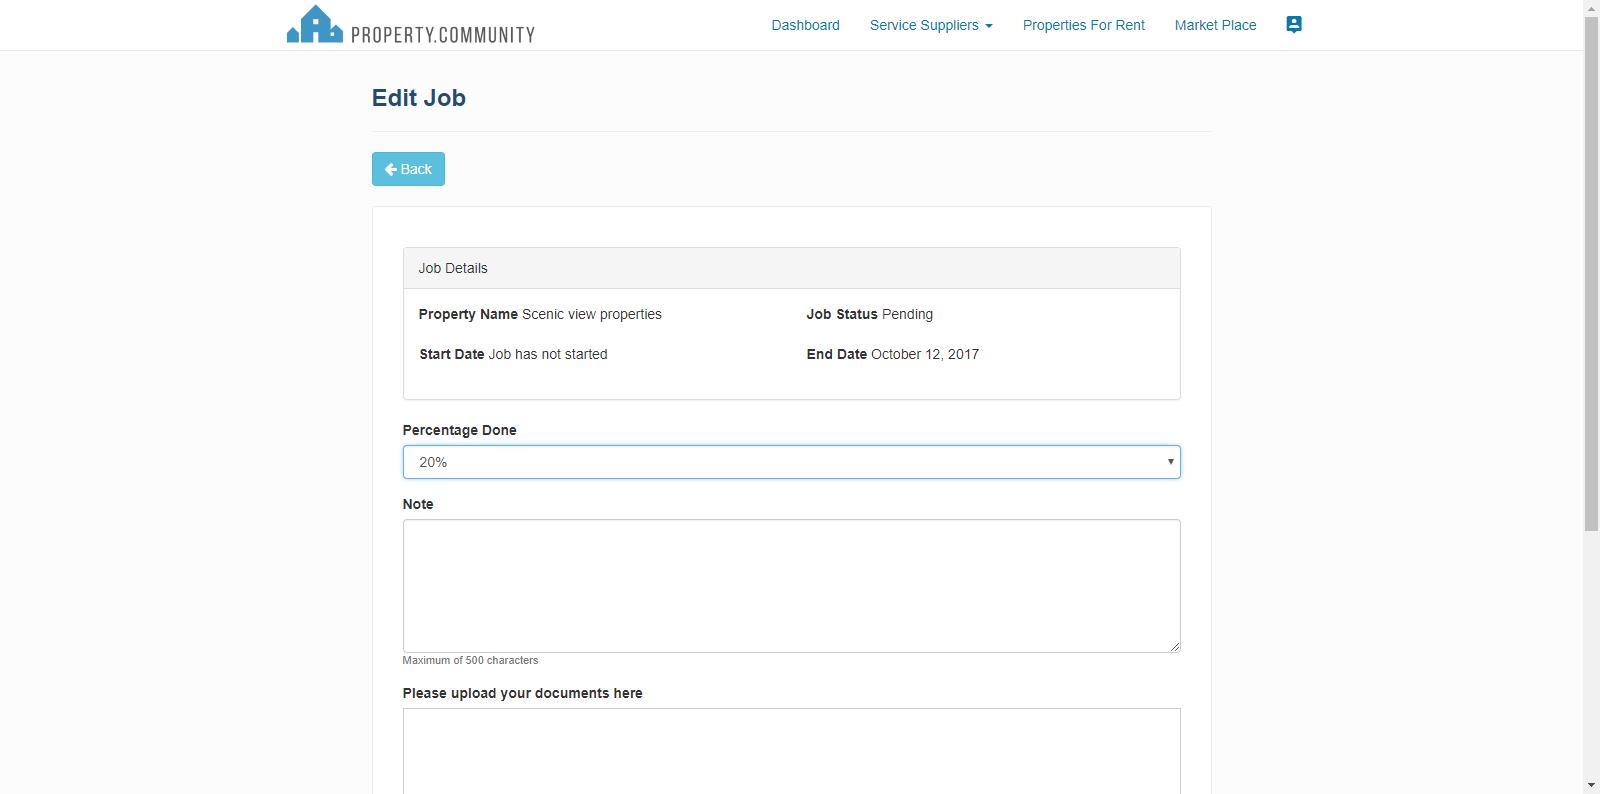 PROPERTY.COMMUNITY
Dashboard Service Suppliers Properties For Rent Market Place
Edit Job
Back
Job Details
Property Name Scenic view properties Job Status Pending
Start Date Job has not started End Date October 12, 2017
Percentage Done
20%
Note
Maximum of 500 characters
Please upload your documents here